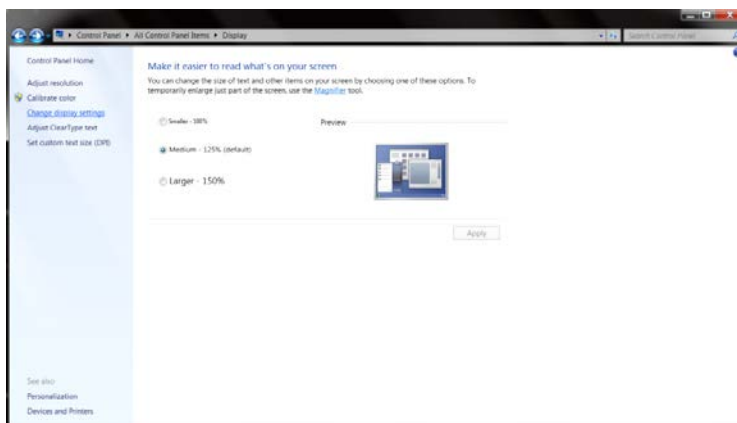 Control Panel ▸ All Control Panel Items ▸ Display
Search Control Panel
Control Panel Home
Adjust resolution
Calibrate color
Change display settings
Adjust ClearType text
Set custom text size (DPI)
Make it easier to read what's on your screen
You can change the size of text and other items on your screen by choosing one of these options. To
temporarily enlarge just part of the screen, use the Magnifier tool.
Smaller - 100%
Preview
Medium - 125% (default)
Larger - 150%
Apply
See also
Personalization
Devices and Printers